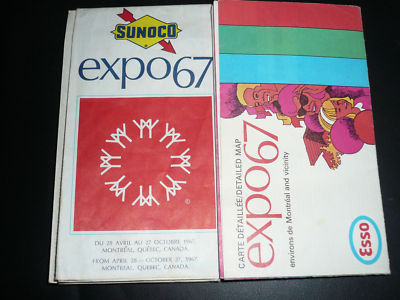 SUNOCO
expo67
©
DU 28 AVRIL AU 27 OCTOBRE 1967
MONTRÉAL, QUÉBEC, CANADA.
FROM APRIL 28 — OCTOBER 27, 1967
MONTREAL, QUEBEC, CANADA.
CARTE DÉTAILLÉE/DETAILED MAP
expo67
environs de Montréal and vicinity
Esso